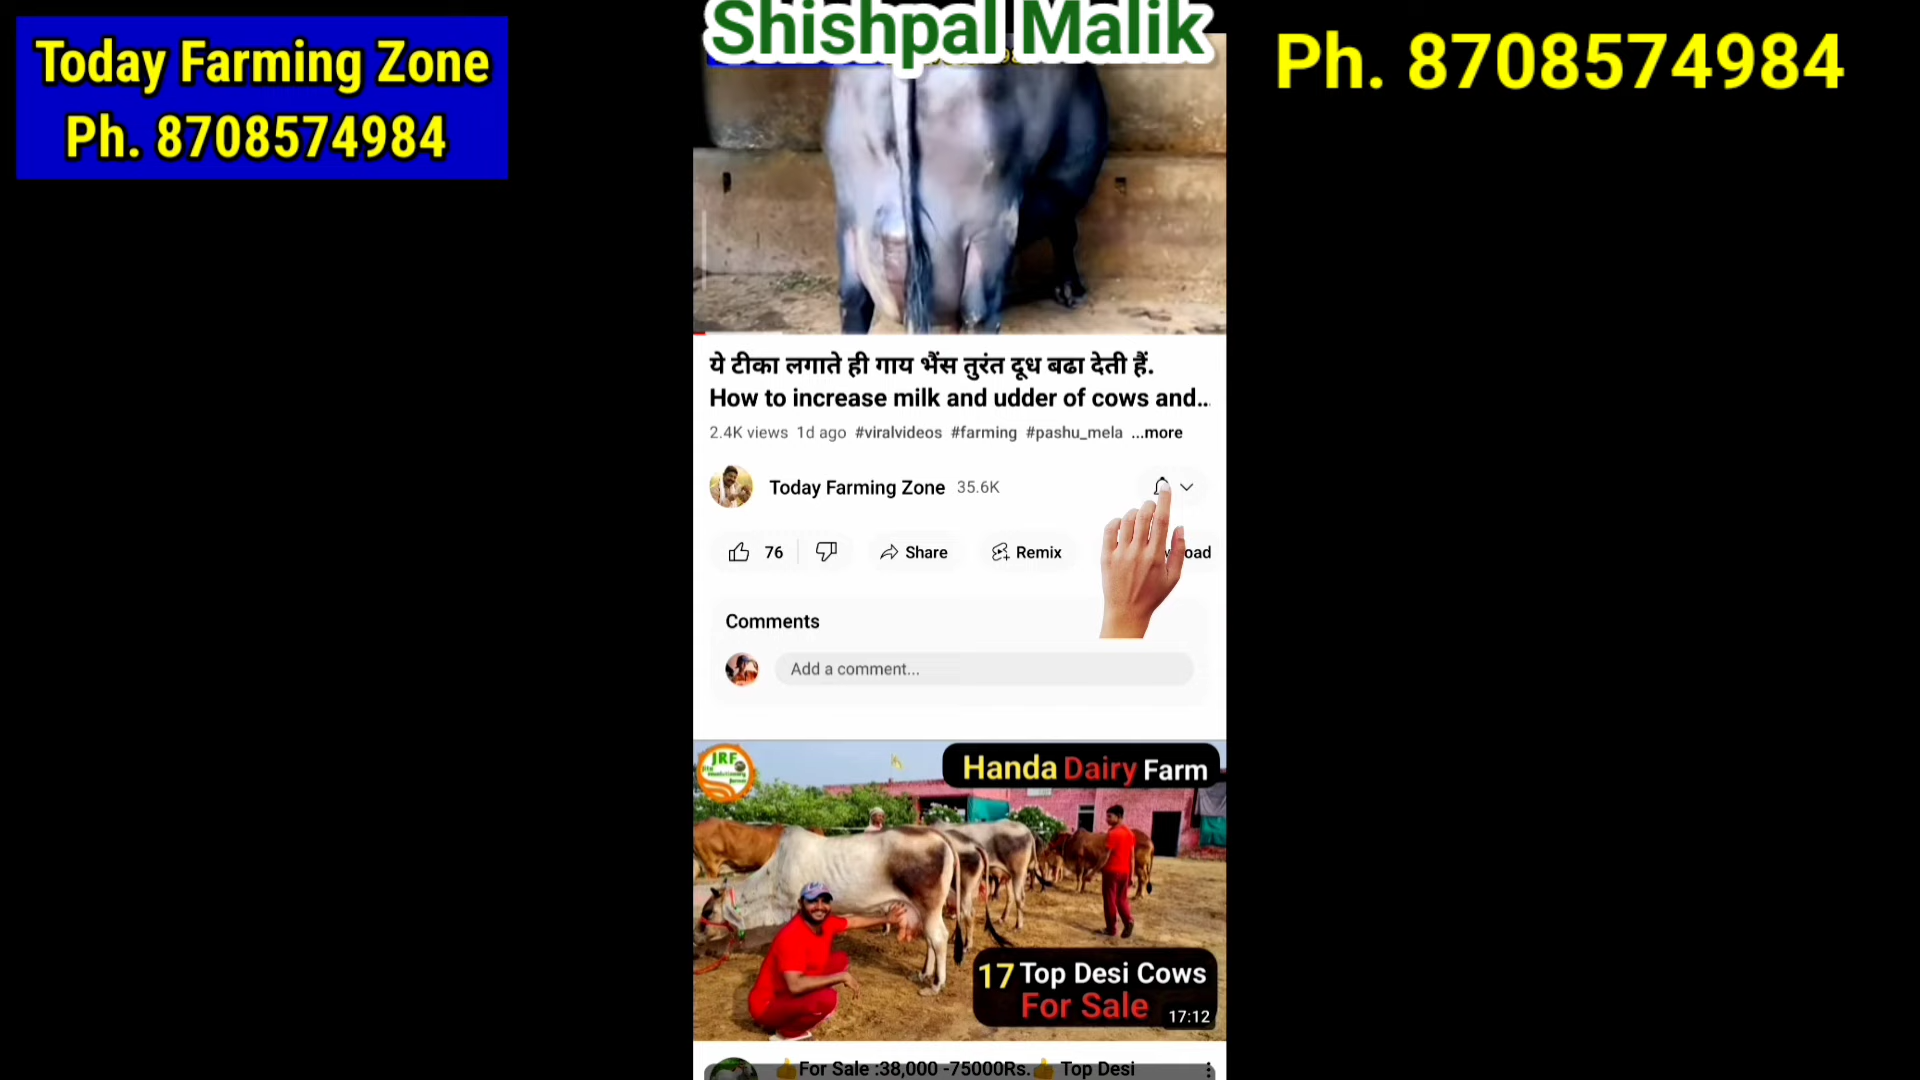 Shishpal Malik
Today Farming Zone
Ph. 8708574984
Ph. 8708574984
ये टीका लगाते ही गाय भैंस तुरंत दूध बढा देती हैं.
How to increase milk and udder of cows and...
2.4K views 1d ago #viralvideos #farming #pashu_mela ...more
Today Farming Zone 35.6K
76 Share Remix
Comments
Add a comment...
JRF
Handa Dairy Farm
17 Top Desi Cows
For Sale
17:12
👍For Sale :38,000 -75000Rs.👍 Top Desi